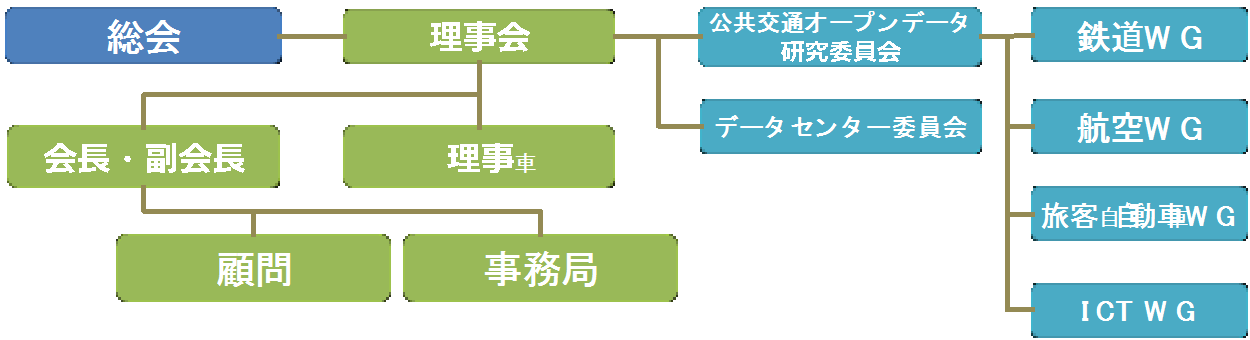 総会
理事会
公共交通オープンデータ
研究委員会
鉄道WG
データセンター委員会
航空WG
会長・副会長
理事車
旅客自動車WG
顧問
事務局
ICT WG